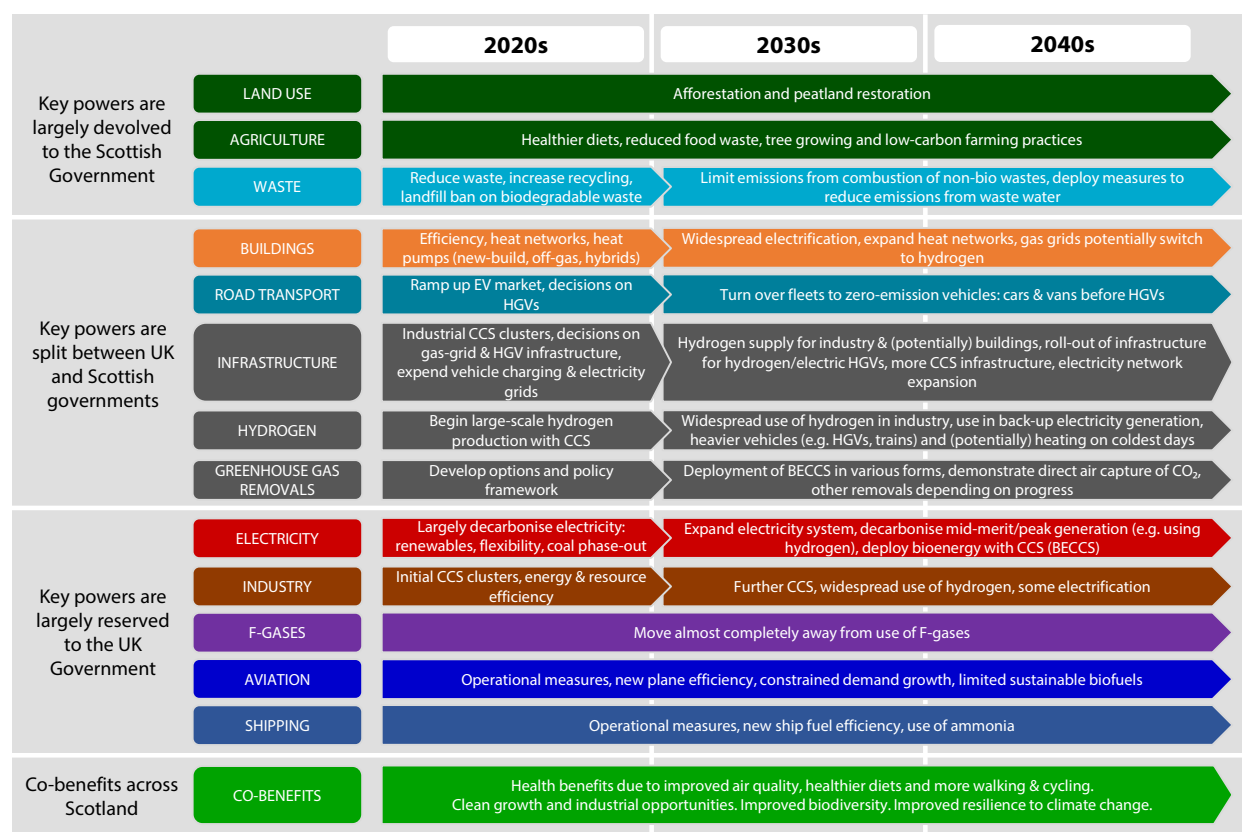 2020s
2030s
2040s
Key powers are
largely devolved
to the Scottish
Government
LAND USE
Afforestation and peatland restoration
AGRICULTURE
Healthier diets, reduced food waste, tree growing and low-carbon farming practices
WASTE
Reduce waste, increase recycling,
landfill ban on biodegradable waste
Limit emissions from combustion of non-bio wastes, deploy measures to
reduce emissions from waste water
Key powers are
split between UK
and Scottish
governments
BUILDINGS
Efficiency, heat networks, heat
pumps (new-build, off-gas, hybrids)
Widespread electrification, expand heat networks, gas grids potentially switch
to hydrogen
ROAD TRANSPORT
Ramp up EV market, decisions on
HGVs
Turn over fleets to zero-emission vehicles: cars & vans before HGVs
INFRASTRUCTURE
Industrial CCS clusters, decisions on
gas-grid & HGV infrastructure,
expend vehicle charging & electricity
grids
Hydrogen supply for industry & (potentially) buildings, roll-out of infrastructure
for hydrogen/electric HGVs, more CCS infrastructure, electricity network
expansion
HYDROGEN
Begin large-scale hydrogen
production with CCS
Widespread use of hydrogen in industry, use in back-up electricity generation,
heavier vehicles (e.g. HGVs, trains) and (potentially) heating on coldest days
GREENHOUSE GAS
REMOVALS
Develop options and policy
framework
Deployment of BECCS in various forms, demonstrate direct air capture of CO₂,
other removals depending on progress
Key powers are
largely reserved
to the UK
Government
ELECTRICITY
Largely decarbonise electricity:
renewables, flexibility, coal phase-out
Expand electricity system, decarbonise mid-merit/peak generation (e.g. using
hydrogen), deploy bioenergy with CCS (BECCS)
INDUSTRY
Initial CCS clusters, energy & resource
efficiency
Further CCS, widespread use of hydrogen, some electrification
F-GASES
Move almost completely away from use of F-gases
AVIATION
Operational measures, new plane efficiency, constrained demand growth, limited sustainable biofuels
SHIPPING
Operational measures, new ship fuel efficiency, use of ammonia
Co-benefits across
Scotland
CO-BENEFITS
Health benefits due to improved air quality, healthier diets and more walking & cycling.
Clean growth and industrial opportunities. Improved biodiversity. Improved resilience to climate change.